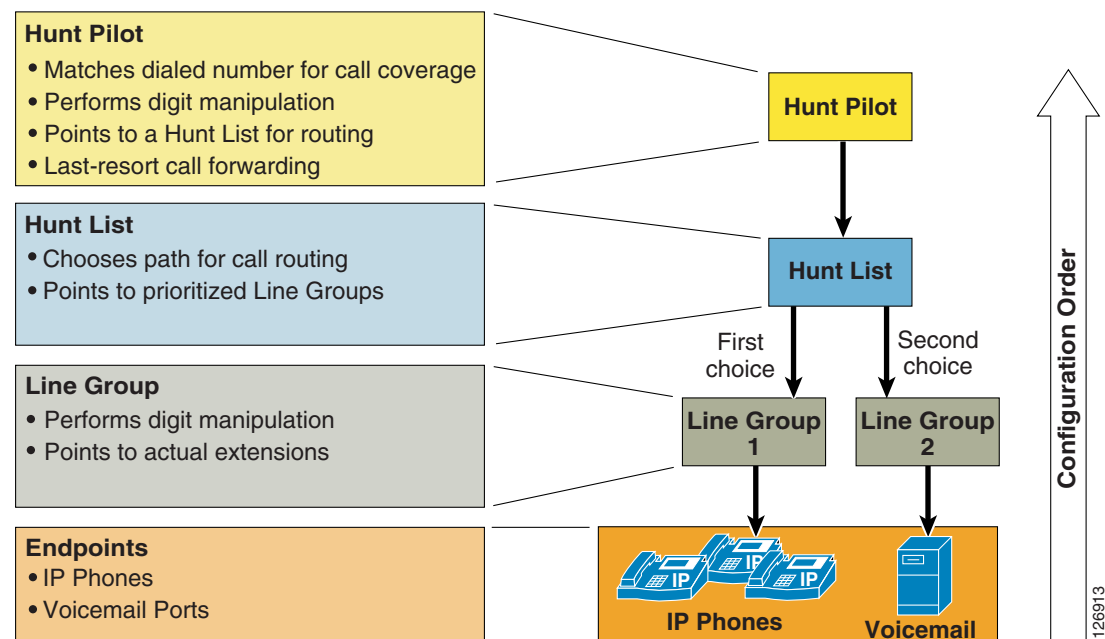 Hunt Pilot
• Matches dialed number for call coverage
• Performs digit manipulation
• Points to a Hunt List for routing
• Last-resort call forwarding
Hunt List
• Chooses path for call routing
• Points to prioritized Line Groups
Line Group
• Performs digit manipulation
• Points to actual extensions
Endpoints
• IP Phones
• Voicemail Ports
Hunt Pilot
Hunt List
First
choice
Second
choice
Line Group
1
Line Group
2
IP
IP
IP
IP Phones
Voicemail
Configuration Order
126913